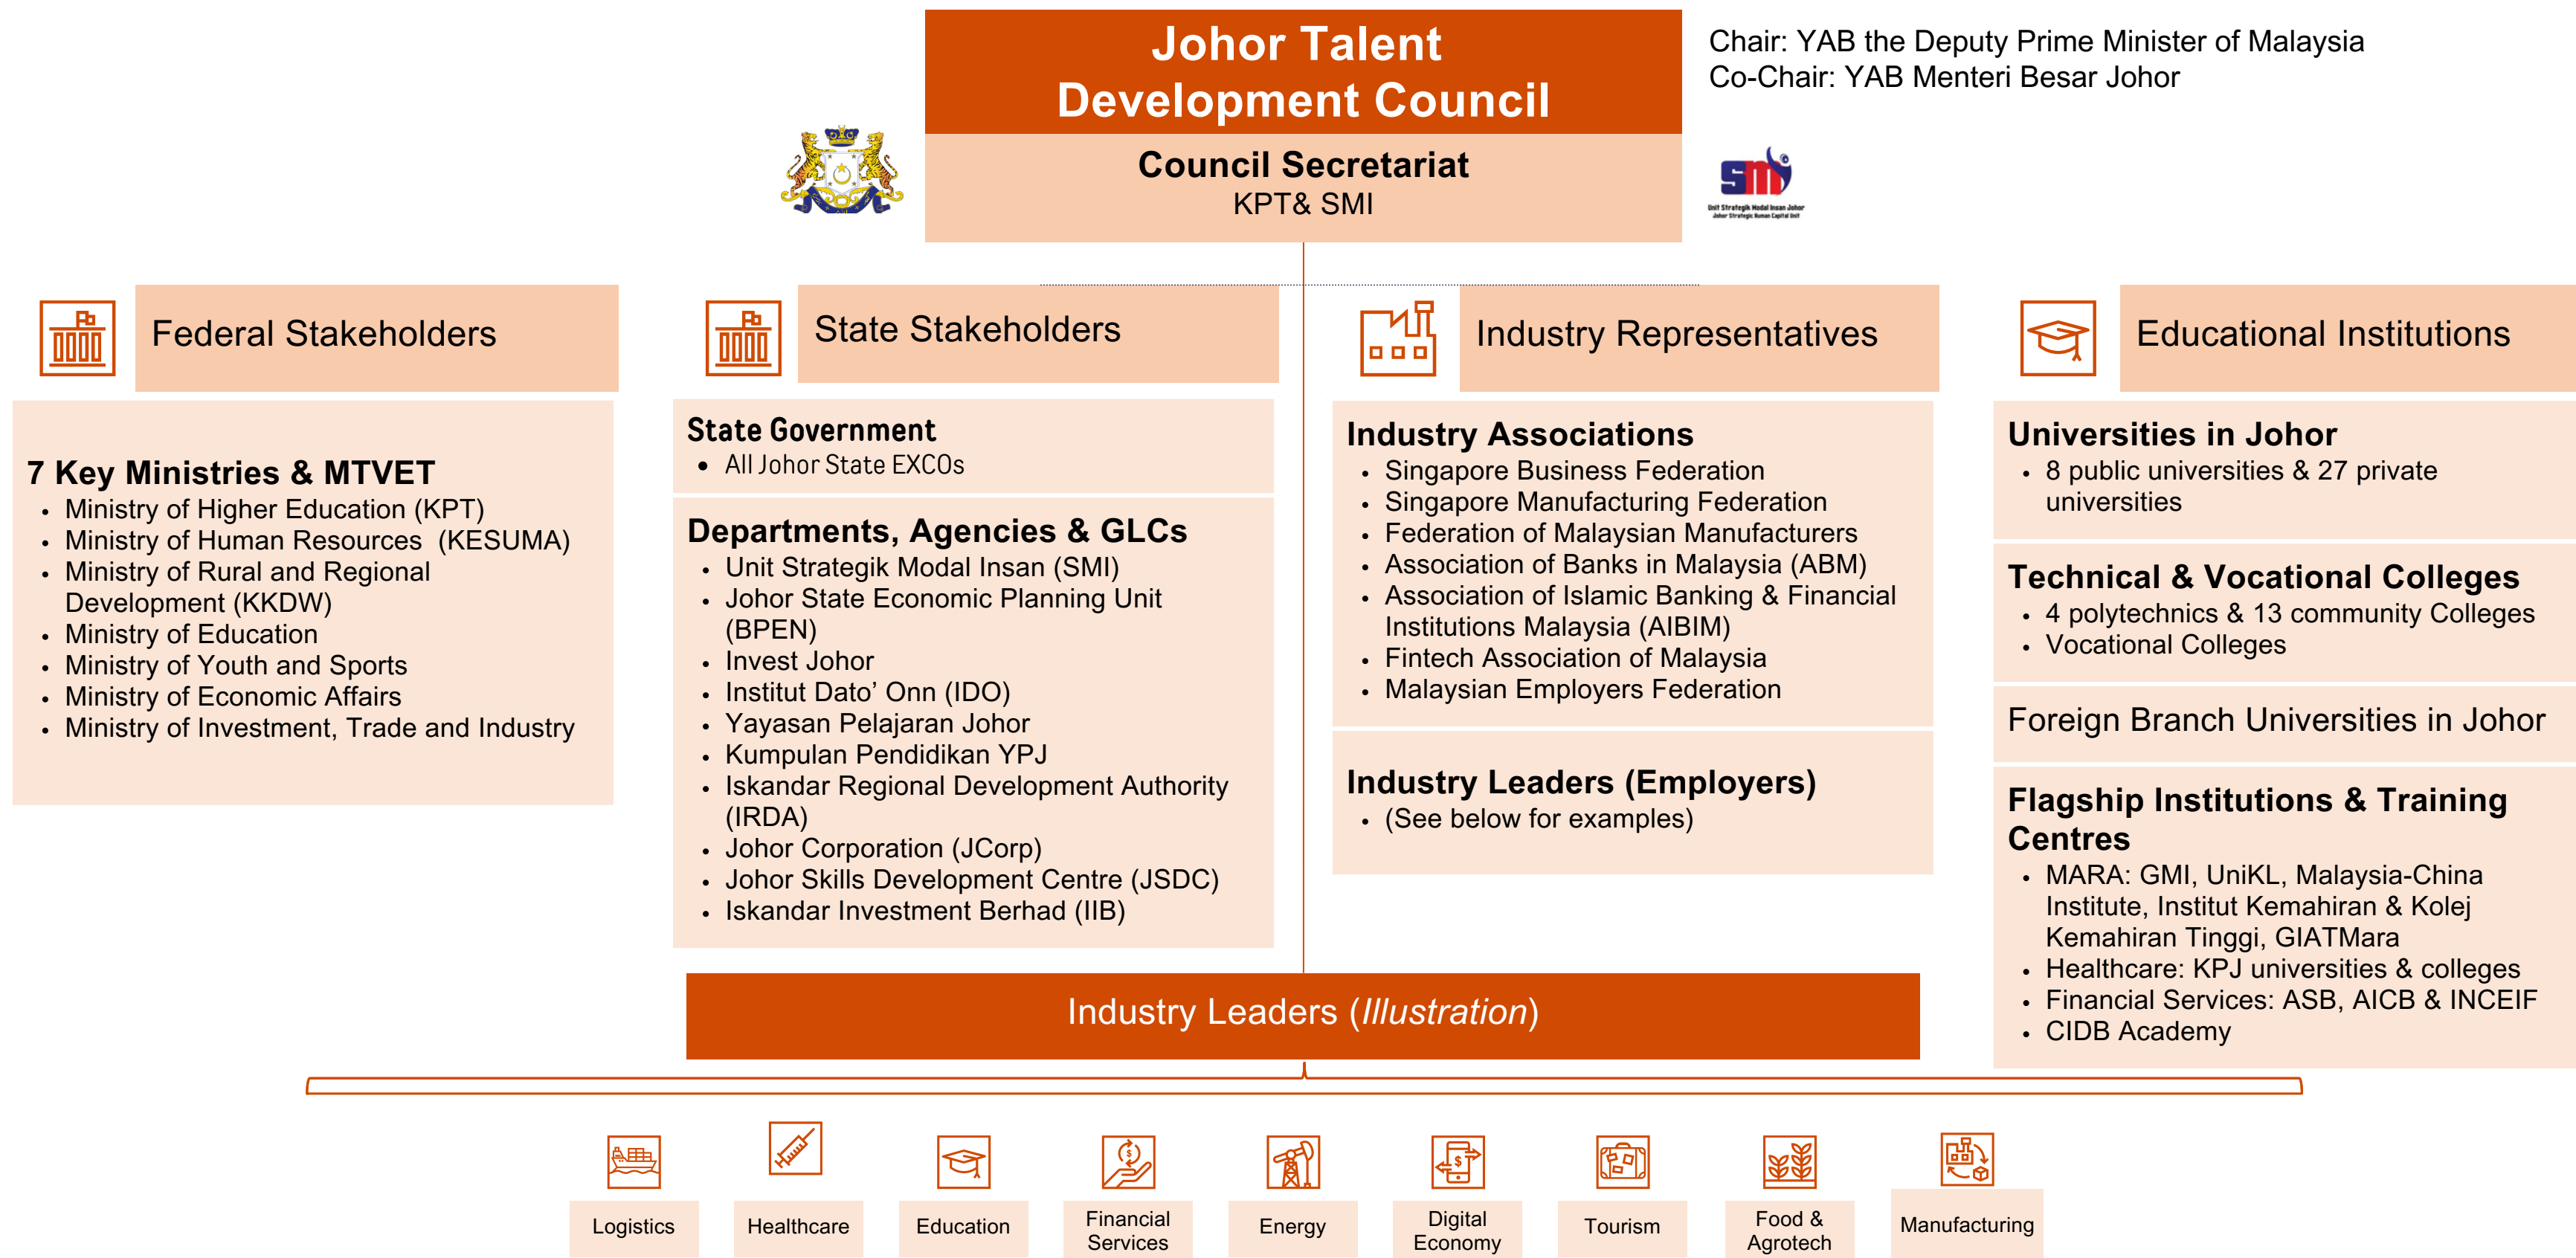 Johor Talent
Development Council
Chair: YAB the Deputy Prime Minister of Malaysia
Co-Chair: YAB Menteri Besar Johor
Council Secretariat
KPT& SMI
SMI
Unit Strategik Modal Insan Johor
Johor Strategic Human Capital Unit
Federal Stakeholders
7 Key Ministries & MTVET
• Ministry of Higher Education (KPT)
• Ministry of Human Resources (KESUMA)
• Ministry of Rural and Regional
Development (KKDW)
• Ministry of Education
• Ministry of Youth and Sports
• Ministry of Economic Affairs
• Ministry of Investment, Trade and Industry
State Stakeholders
State Government
• All Johor State EXCOs
Departments, Agencies & GLCs
• Unit Strategik Modal Insan (SMI)
• Johor State Economic Planning Unit
(BPEN)
• Invest Johor
• Institut Dato’ Onn (IDO)
• Yayasan Pelajaran Johor
• Kumpulan Pendidikan YPJ
• Iskandar Regional Development Authority
(IRDA)
• Johor Corporation (JCorp)
• Johor Skills Development Centre (JSDC)
• Iskandar Investment Berhad (IIB)
Industry Representatives
Industry Associations
• Singapore Business Federation
• Singapore Manufacturing Federation
• Federation of Malaysian Manufacturers
• Association of Banks in Malaysia (ABM)
• Association of Islamic Banking & Financial
Institutions Malaysia (AIBIM)
• Fintech Association of Malaysia
• Malaysian Employers Federation
Industry Leaders (Employers)
• (See below for examples)
Educational Institutions
Universities in Johor
• 8 public universities & 27 private
universities
Technical & Vocational Colleges
• 4 polytechnics & 13 community Colleges
• Vocational Colleges
Foreign Branch Universities in Johor
Flagship Institutions & Training
Centres
• MARA: GMI, UniKL, Malaysia-China
Institute, Institut Kemahiran & Kolej
Kemahiran Tinggi, GIATMara
• Healthcare: KPJ universities & colleges
• Financial Services: ASB, AICB & INCEIF
• CIDB Academy
Industry Leaders (Illustration)
Logistics
Healthcare
Education
Financial
Services
Energy
Digital
Economy
Tourism
Food &
Agrotech
Manufacturing